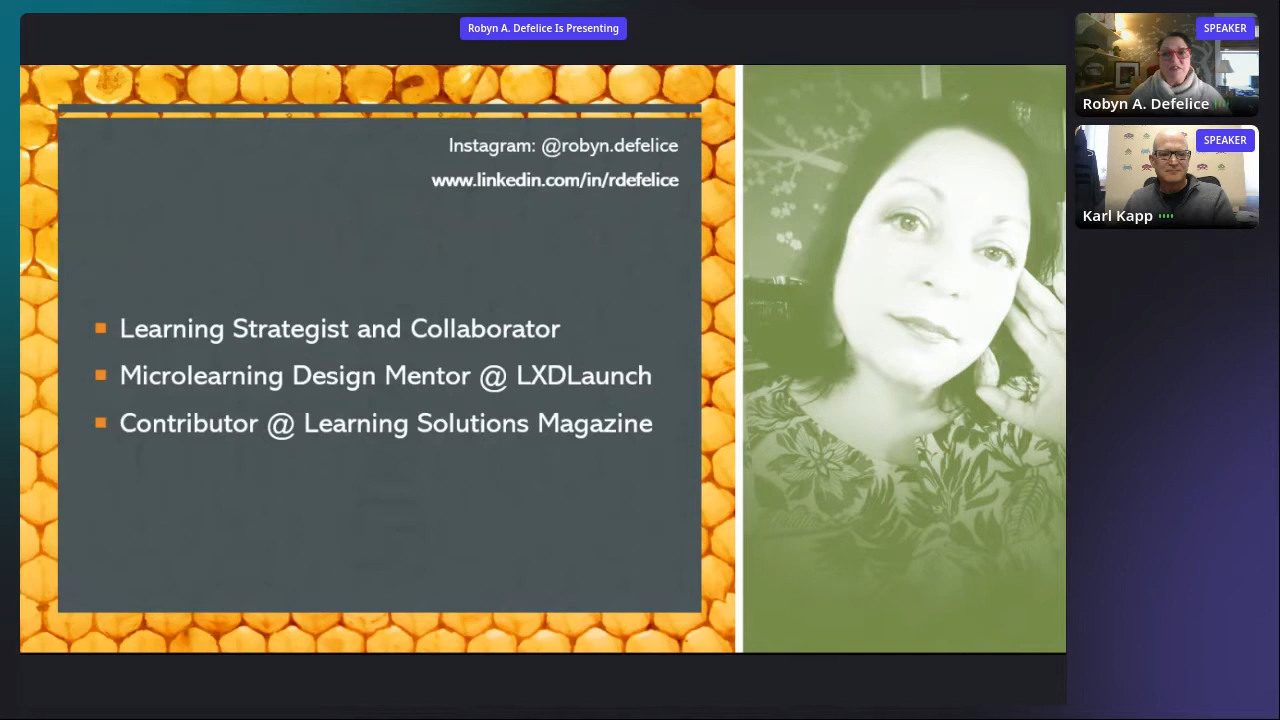 Robyn A. Defelice Is Presenting
Instagram: @robyn.defelice
www.linkedin.com/in/rdefelice
Learning Strategist and Collaborator
Microlearning Design Mentor @ LXDLaunch
Contributor @ Learning Solutions Magazine
SPEAKER
Robyn A. Defelice
SPEAKER
Karl Kapp